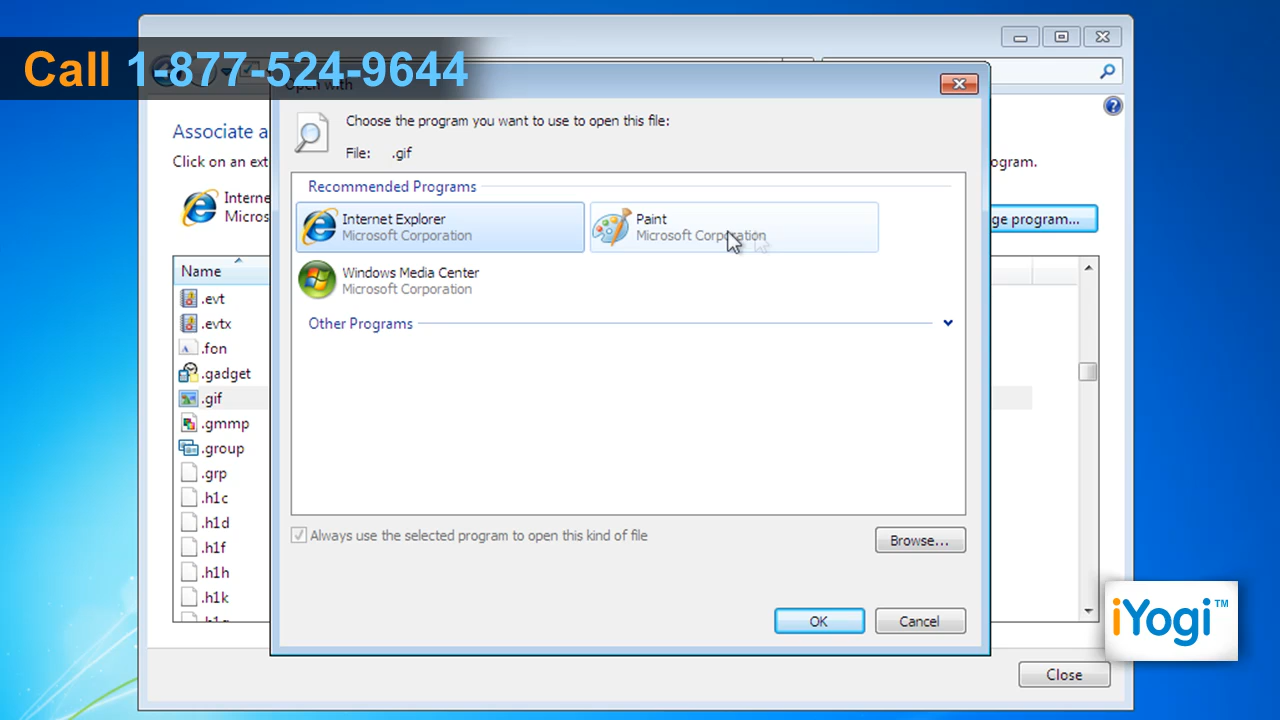 Call 1-877-524-9644
Open with
Choose the program you want to use to open this file:
File: .gif
Associate a
Click on an ext
ogram.
Interne
Micros
ge program...
Recommended Programs
Internet Explorer
Microsoft Corporation
Paint
Microsoft Corporation
Windows Media Center
Microsoft Corporation
Other Programs
Name
.evt
.evtx
.fon
.gadget
.gif
.gmmp
.group
.grp
.h1c
.h1d
.h1f
.h1h
.h1k
Always use the selected program to open this kind of file
Browse...
OK
Cancel
iYogi™
Close